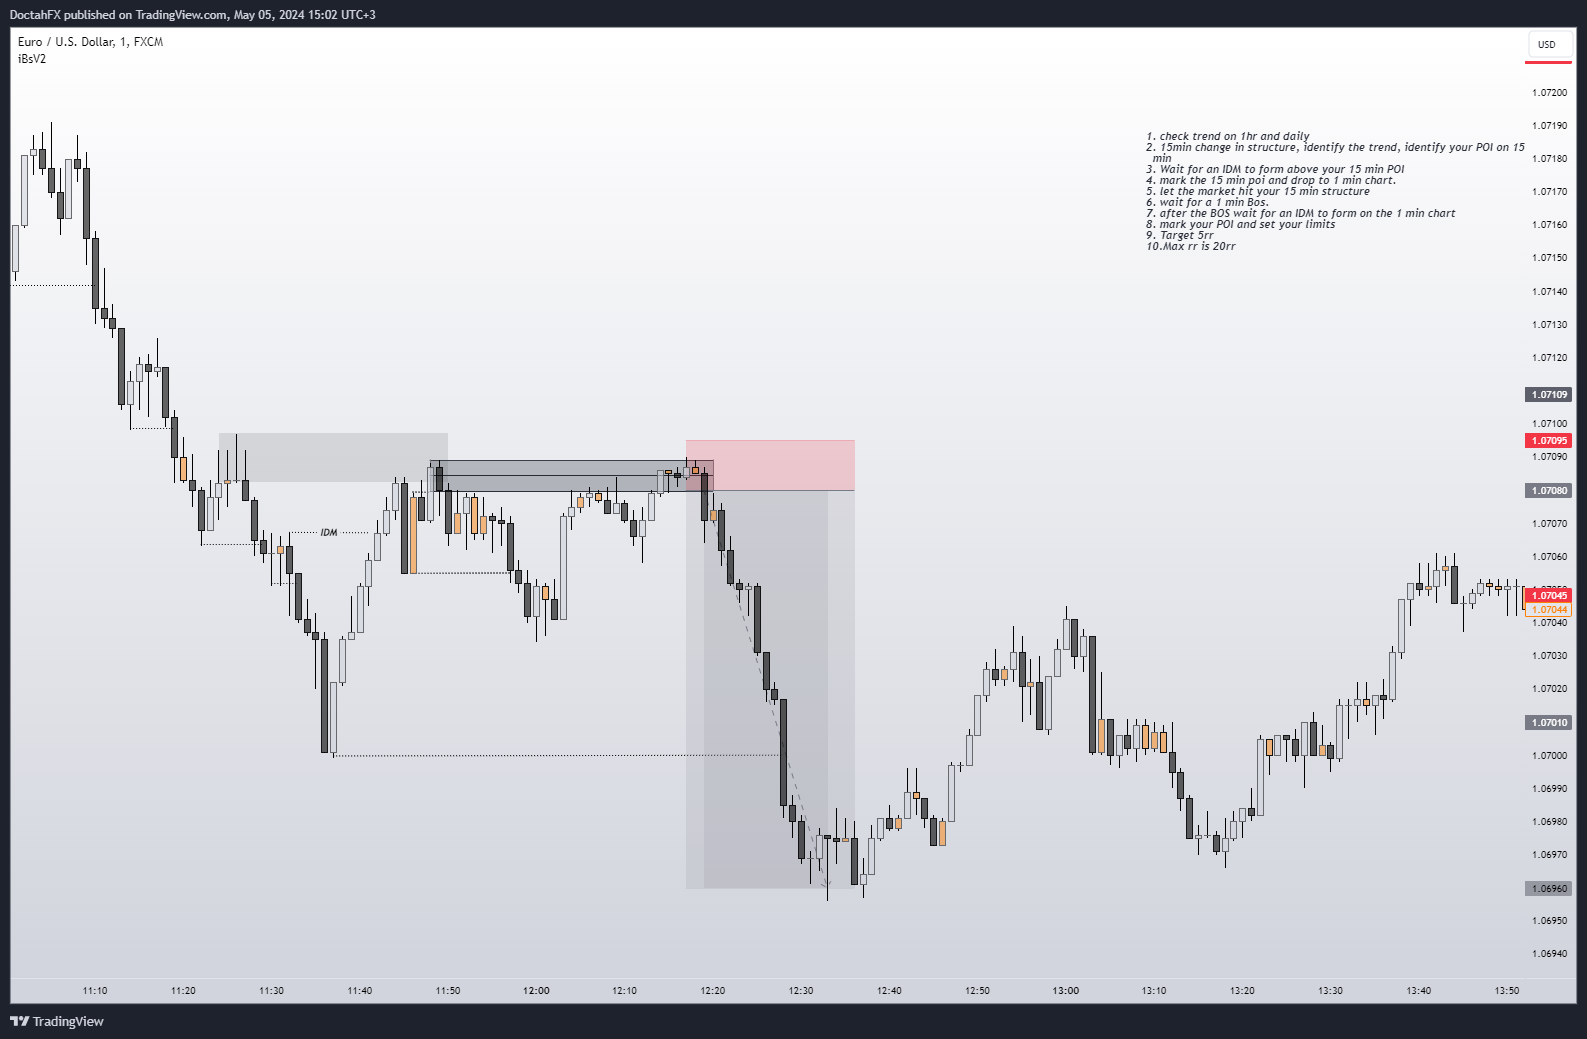 DoctahFX published on TradingView.com, May 05, 2024 15:02 UTC+3
Euro / U.S. Dollar, 1, FXCM
iBsV2
USD
1.07200
1. check trend on 1hr and daily
2. 15min change in structure, identify the trend, identify your POI on 15
min
3. Wait for an IDM to form above your 15 min POI
4. mark the 15 min poi and drop to 1 min chart.
5. let the market hit your 15 min structure
6. wait for a 1 min Bos.
7. after the BOS wait for an IDM to form on the 1 min chart
8. mark your POI and set your limits
9. Target 5rr
10.Max rr is 20rr
1.07190
1.07180
1.07170
1.07160
1.07150
1.07140
1.07130
1.07120
1.07109
1.07100
1.07095
1.07090
1.07080
1.07070
IDM
1.07060
1.07045
1.07044
1.07040
1.07030
1.07020
1.07010
1.07000
1.06990
1.06980
1.06970
1.06960
1.06950
1.06940
11:10 11:20 11:30 11:40 11:50 12:00 12:10 12:20 12:30 12:40 12:50 13:00 13:10 13:20 13:30 13:40 13:50
TradingView